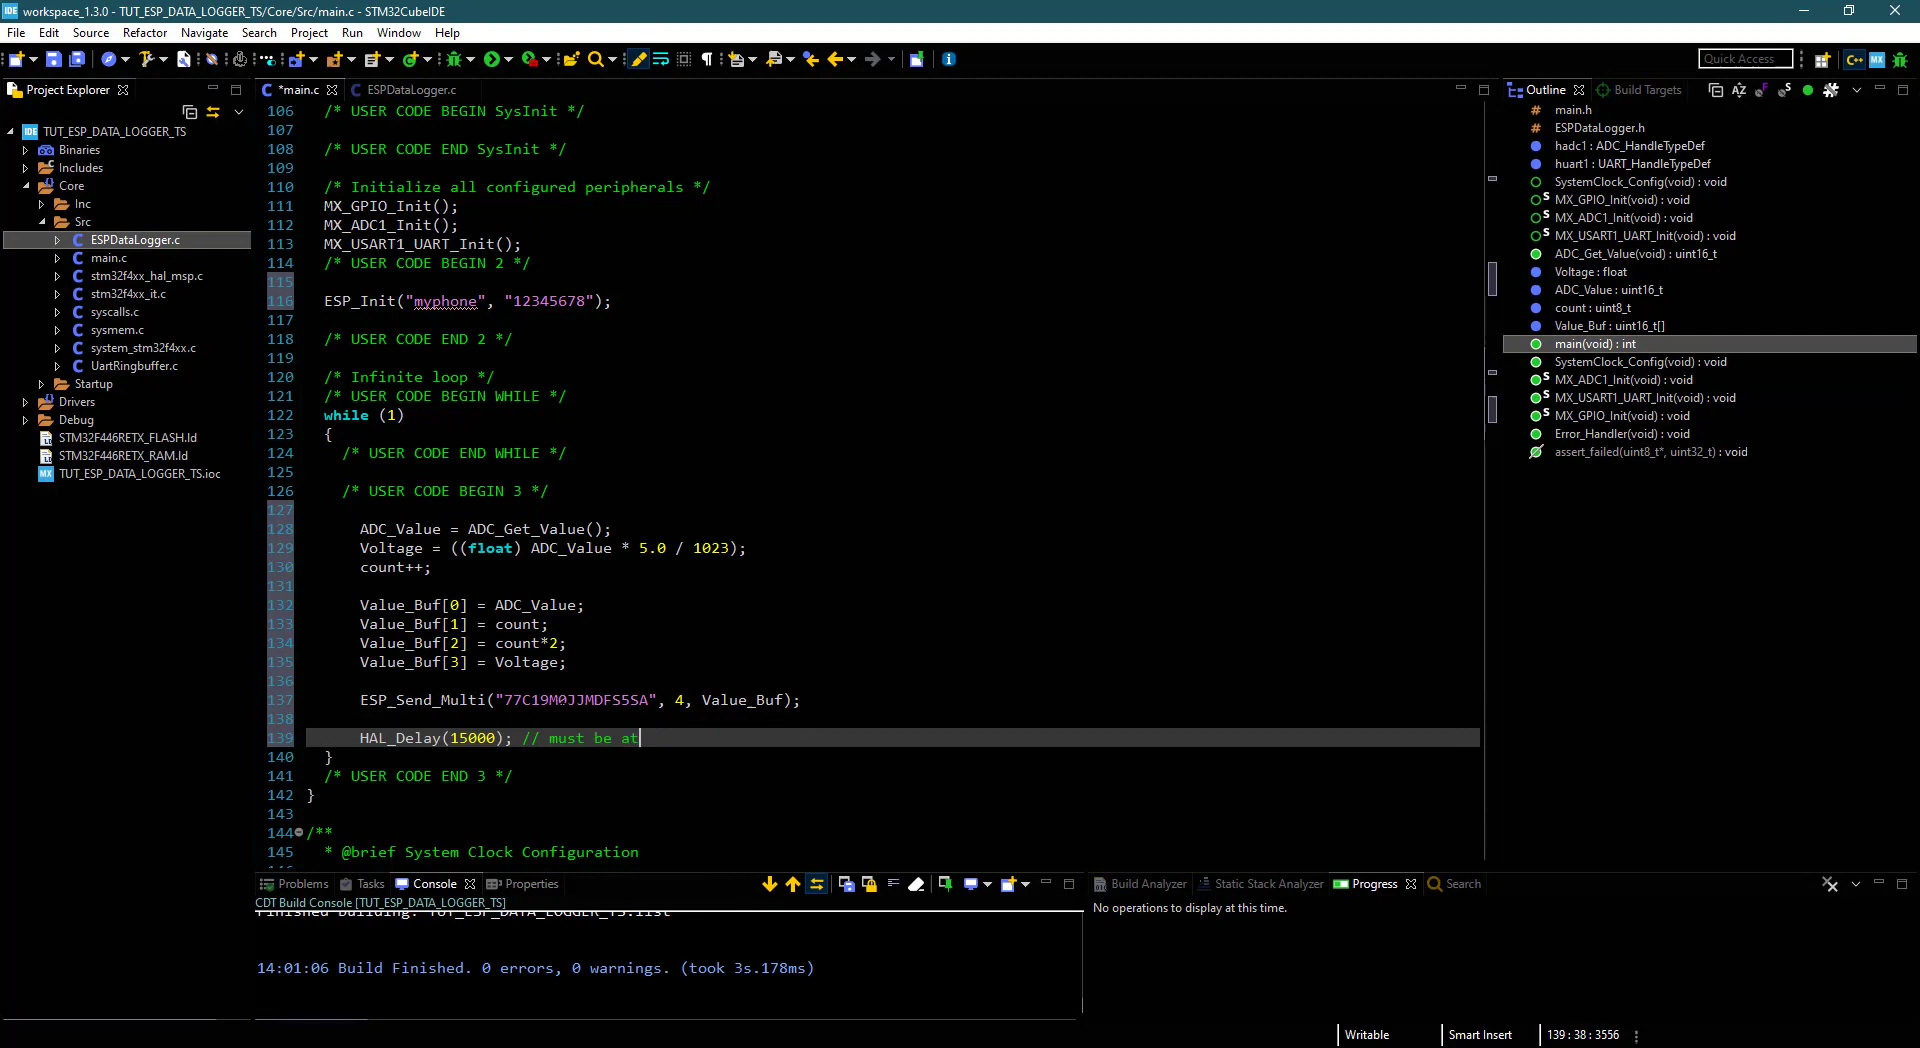 workspace_1.3.0 - TUT_ESP_DATA_LOGGER_TS/Core/Src/main.c - STM32CubeIDE
File Edit Source Refactor Navigate Search Project Run Window Help
Quick Access
Project Explorer
TUT_ESP_DATA_LOGGER_TS
Binaries
Includes
Core
Inc
Src
ESPDataLogger.c
main.c
stm32f4xx_hal_msp.c
stm32f4xx_it.c
syscalls.c
sysmem.c
system_stm32f4xx.c
UartRingbuffer.c
Startup
Drivers
Debug
STM32F446RETX_FLASH.ld
STM32F446RETX_RAM.ld
TUT_ESP_DATA_LOGGER_TS.ioc
*main.c ESPDataLogger.c
106 /* USER CODE BEGIN SysInit */
107
108 /* USER CODE END SysInit */
109
110 /* Initialize all configured peripherals */
111 MX_GPIO_Init();
112 MX_ADC1_Init();
113 MX_USART1_UART_Init();
114 /* USER CODE BEGIN 2 */
115
116 ESP_Init("myphone", "12345678");
117
118 /* USER CODE END 2 */
119
120 /* Infinite loop */
121 /* USER CODE BEGIN WHILE */
122 while (1)
123 {
124 /* USER CODE END WHILE */
125
126 /* USER CODE BEGIN 3 */
127
128 ADC_Value = ADC_Get_Value();
129 Voltage = ((float) ADC_Value * 5.0 / 1023);
130 count++;
131
132 Value_Buf[0] = ADC_Value;
133 Value_Buf[1] = count;
134 Value_Buf[2] = count*2;
135 Value_Buf[3] = Voltage;
136
137 ESP_Send_Multi("77C19M0JJMDFS5SA", 4, Value_Buf);
138
139 HAL_Delay(15000); // must be at
140 }
141 /* USER CODE END 3 */
142 }
143
144 /**
145 * @brief System Clock Configuration
Outline Build Targets
main.h
ESPDataLogger.h
hadc1 : ADC_HandleTypeDef
huart1 : UART_HandleTypeDef
SystemClock_Config(void) : void
MX_GPIO_Init(void) : void
MX_ADC1_Init(void) : void
MX_USART1_UART_Init(void) : void
ADC_Get_Value(void) : uint16_t
Voltage : float
ADC_Value : uint16_t
count : uint8_t
Value_Buf : uint16_t[]
main(void) : int
SystemClock_Config(void) : void
MX_ADC1_Init(void) : void
MX_USART1_UART_Init(void) : void
MX_GPIO_Init(void) : void
Error_Handler(void) : void
assert_failed(uint8_t*, uint32_t) : void
Problems Tasks Console Properties
CDT Build Console [TUT_ESP_DATA_LOGGER_TS]
Finished building: TUT_ESP_DATA_LOGGER_TS.list
14:01:06 Build Finished. 0 errors, 0 warnings. (took 3s.178ms)
Build Analyzer Static Stack Analyzer Progress Search
No operations to display at this time.
Writable Smart Insert 139 : 38 : 3556